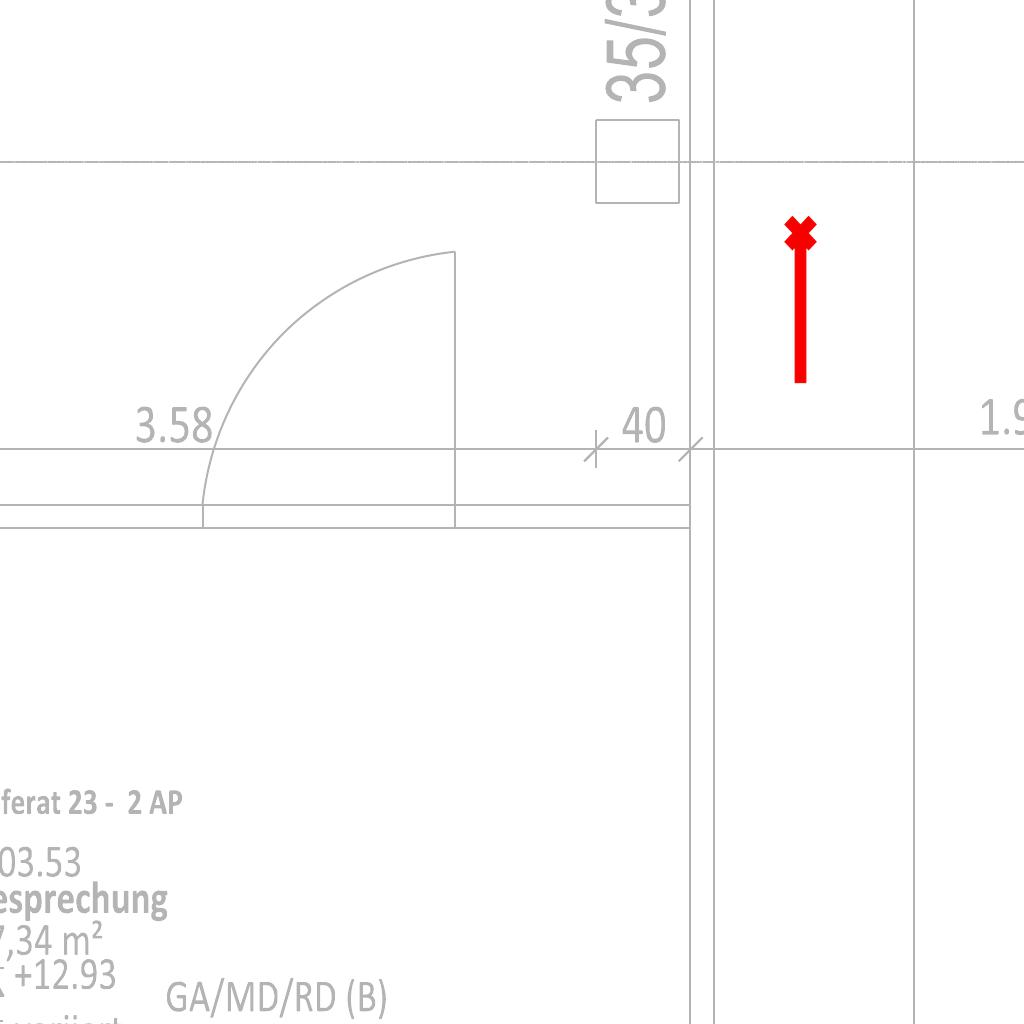 35/3
3.58
40
1.9
ferat 23 - 2 AP
03.53
esprechung
7,34 m²
+12.93
GA/MD/RD (B)